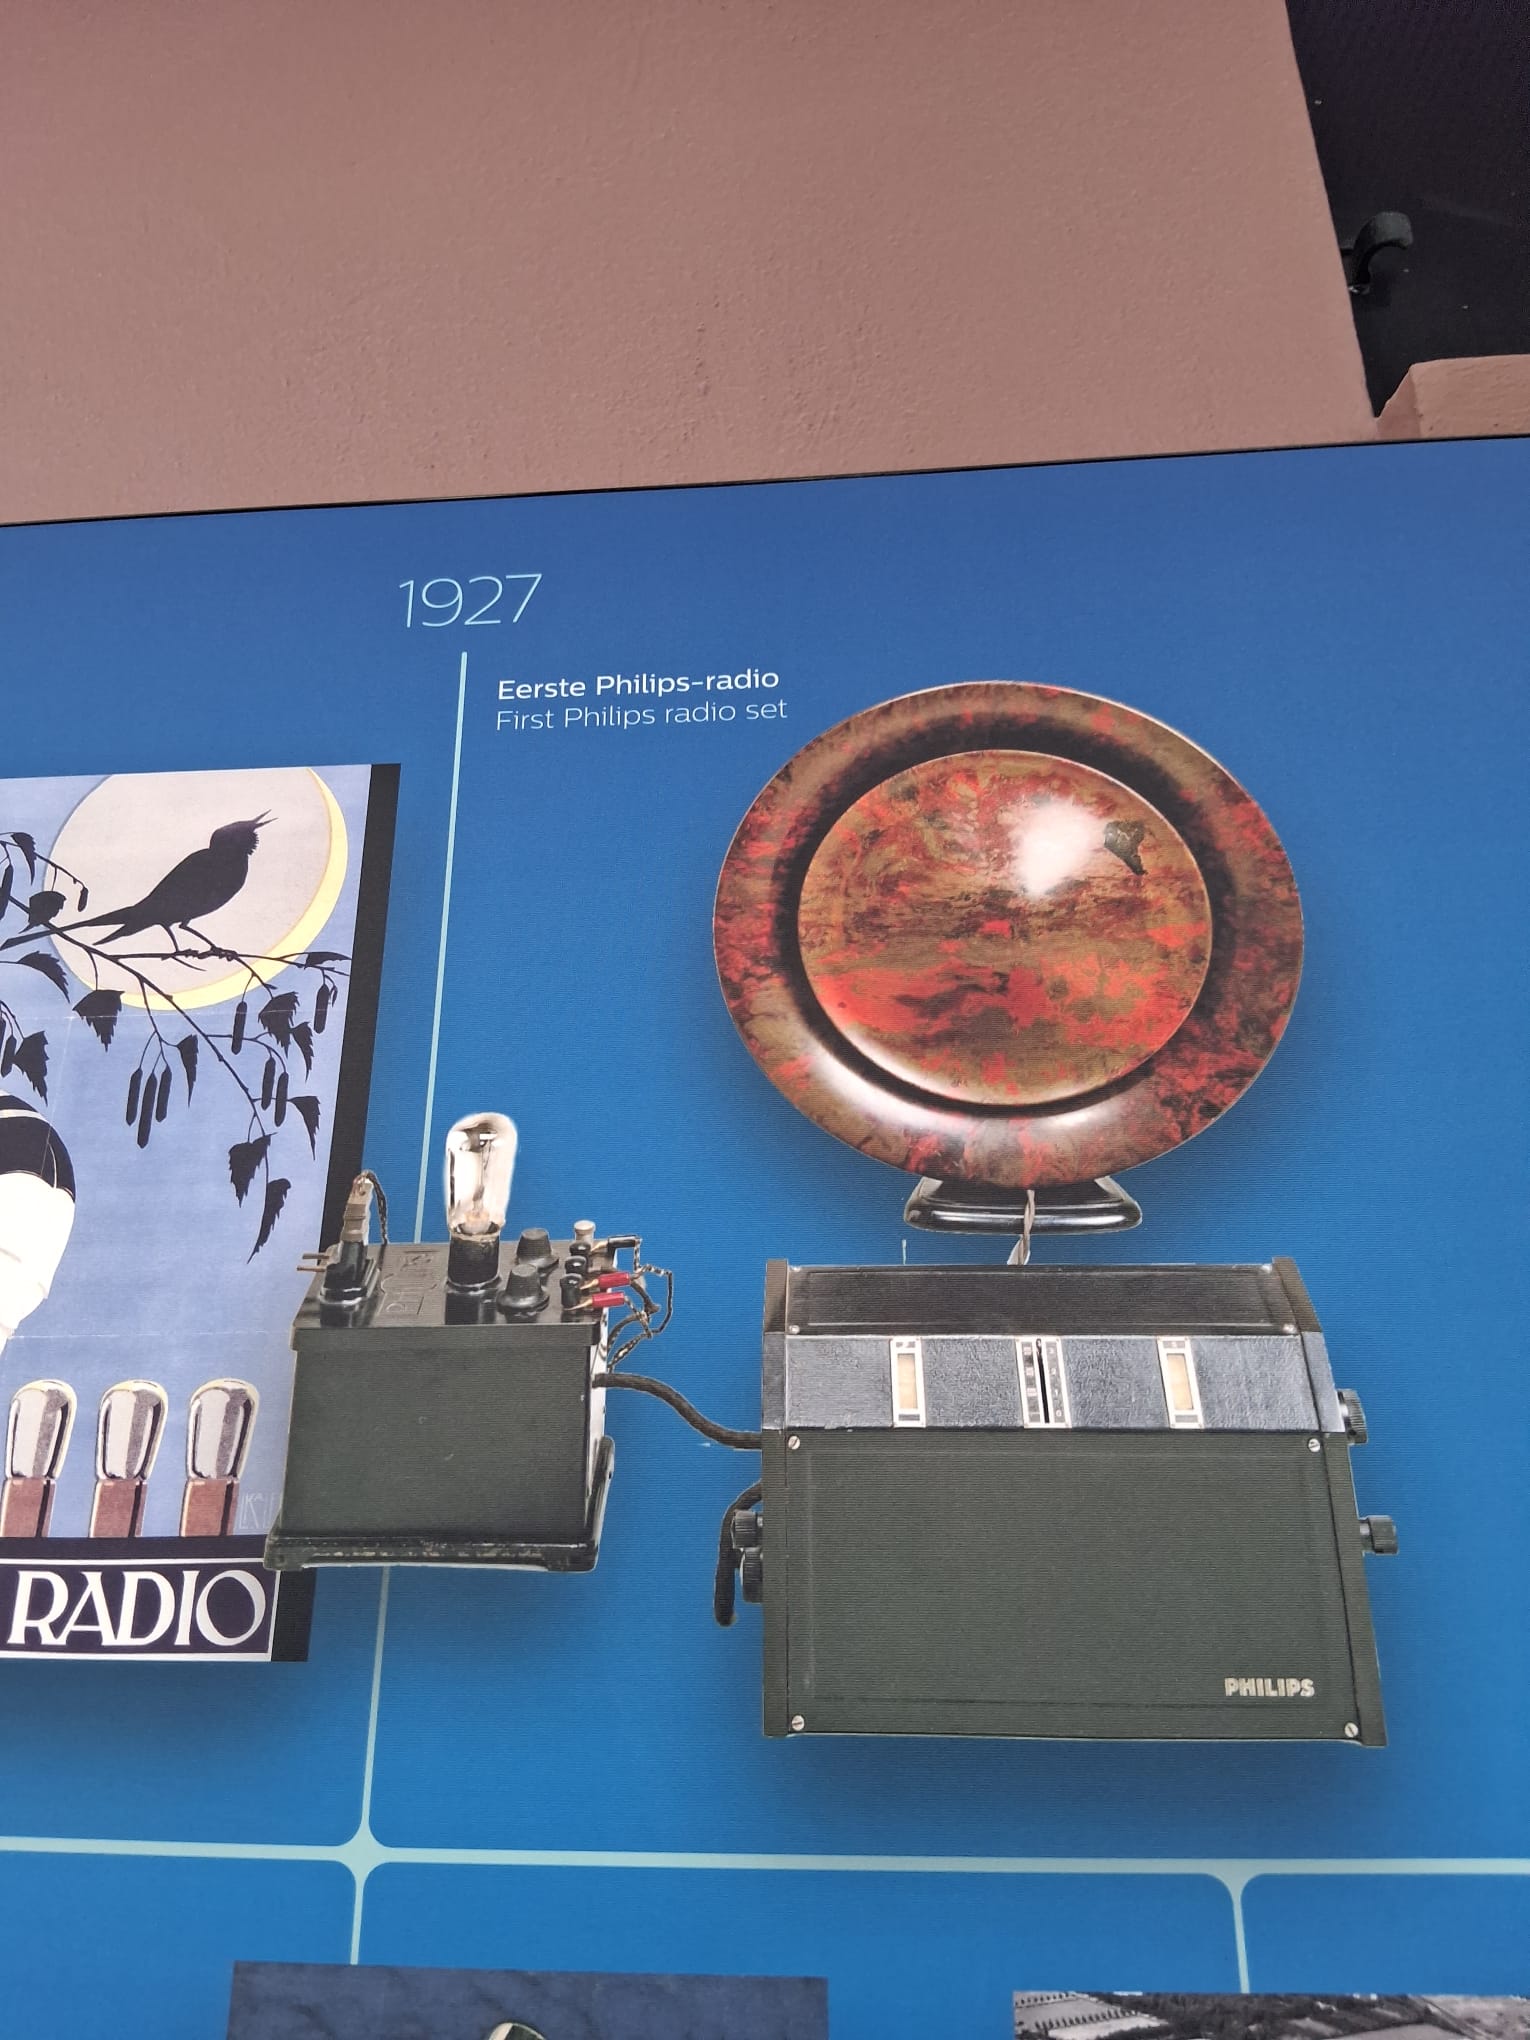 1927
Eerste Philips-radio
First Philips radio set
RADIO
PHILIPS